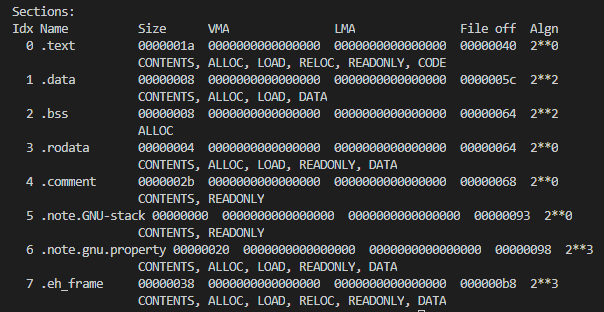 Sections:
Idx Name          Size      VMA               LMA               File off  Algn
  0 .text         0000001a  0000000000000000  0000000000000000  00000040  2**0
                  CONTENTS, ALLOC, LOAD, RELOC, READONLY, CODE
  1 .data         00000008  0000000000000000  0000000000000000  0000005c  2**2
                  CONTENTS, ALLOC, LOAD, DATA
  2 .bss          00000008  0000000000000000  0000000000000000  00000064  2**2
                  ALLOC
  3 .rodata       00000004  0000000000000000  0000000000000000  00000064  2**0
                  CONTENTS, ALLOC, LOAD, READONLY, DATA
  4 .comment      0000002b  0000000000000000  0000000000000000  00000068  2**0
                  CONTENTS, READONLY
  5 .note.GNU-stack 00000000  0000000000000000  0000000000000000  00000093  2**0
                  CONTENTS, READONLY
  6 .note.gnu.property 00000020  0000000000000000  0000000000000000  00000098  2**3
                  CONTENTS, ALLOC, LOAD, READONLY, DATA
  7 .eh_frame     00000038  0000000000000000  0000000000000000  000000b8  2**3
                  CONTENTS, ALLOC, LOAD, RELOC, READONLY, DATA